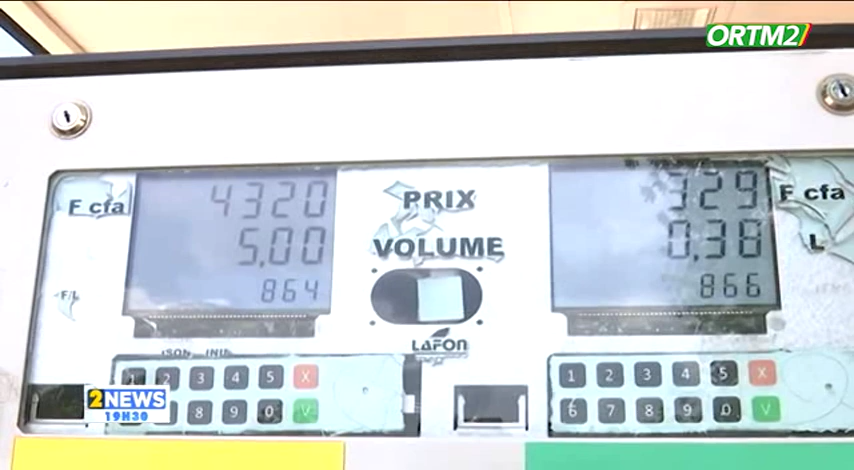 ORTM2
F cfa
4320
5,00
864
F/L
PRIX
VOLUME
LAFON
329
0,38
866
F cfa
L
1 2 3 4 5 X
8 9 0 V
1 2 3 4 5 X
6 7 8 9 0 V
2NEWS
19H30